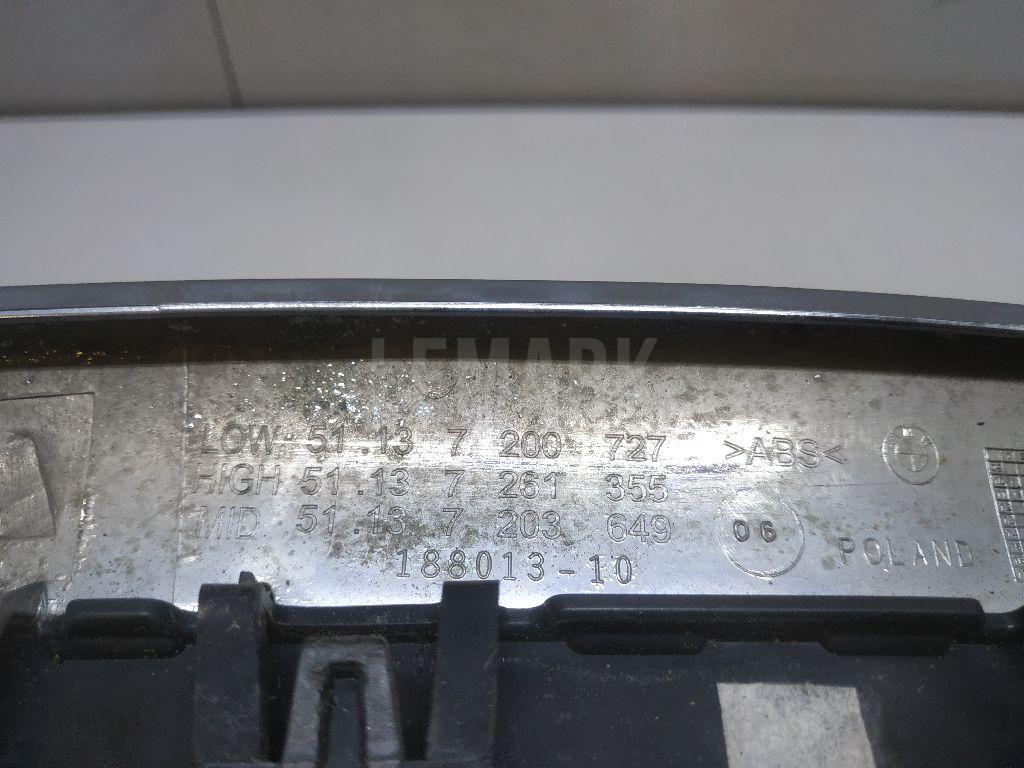 LEMARK
LOW 51.13 7 200 727 >ABS<
HIGH 51.13 7 261 355
MID 51.13 7 203 649 06 POLAND
188013-10